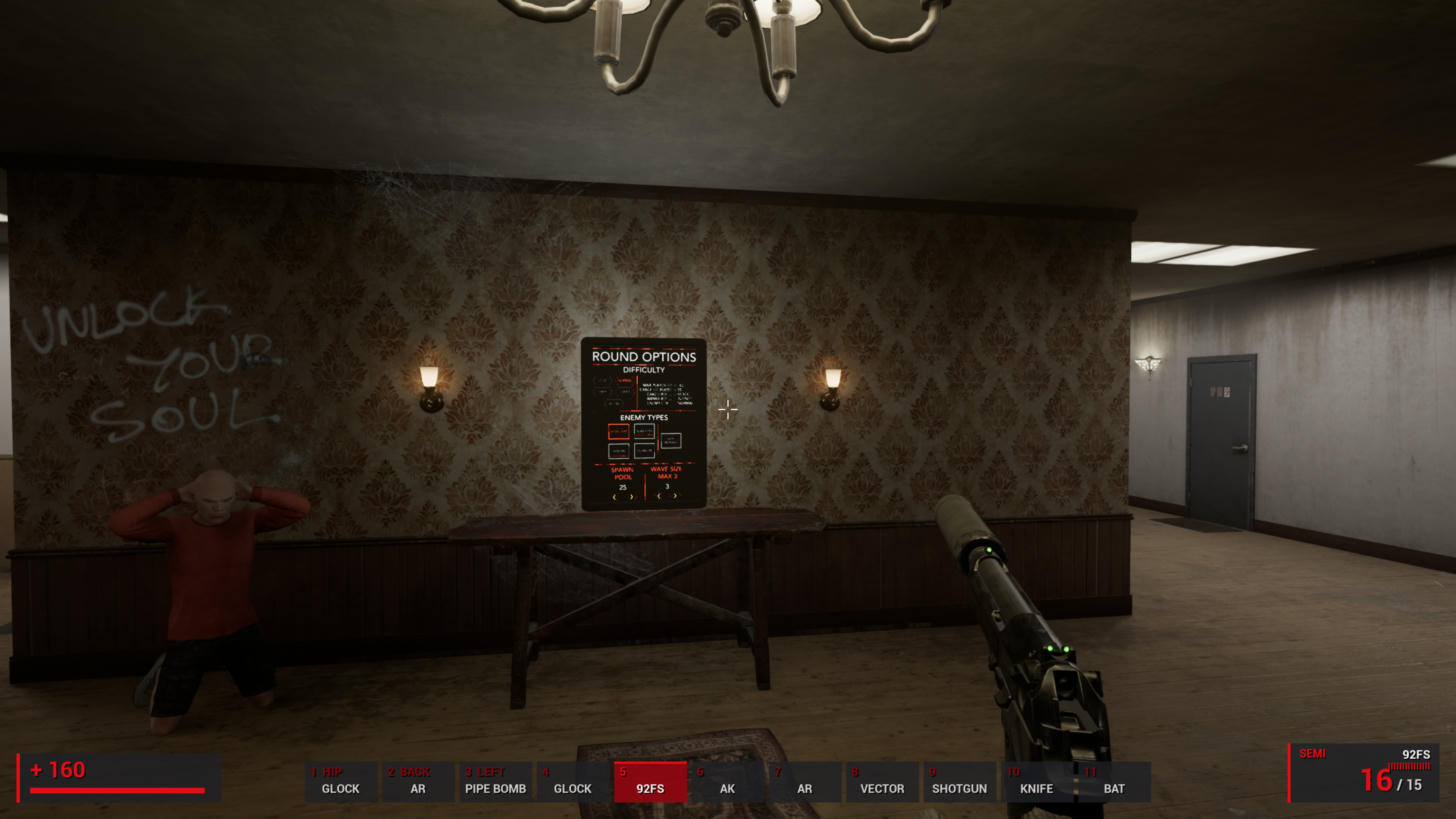 UNLOCK
YOUR
SOUL
ROUND OPTIONS
DIFFICULTY
ENEMY TYPES
SPAWN POOL
WAVE SIZE MAX 3
25
3
+ 160
1 HIP
GLOCK
2 BACK
AR
3 LEFT
PIPE BOMB
4
GLOCK
5
92FS
6
AK
7
AR
8
VECTOR
9
SHOTGUN
10
KNIFE
11
BAT
SEMI
92FS
16 / 15